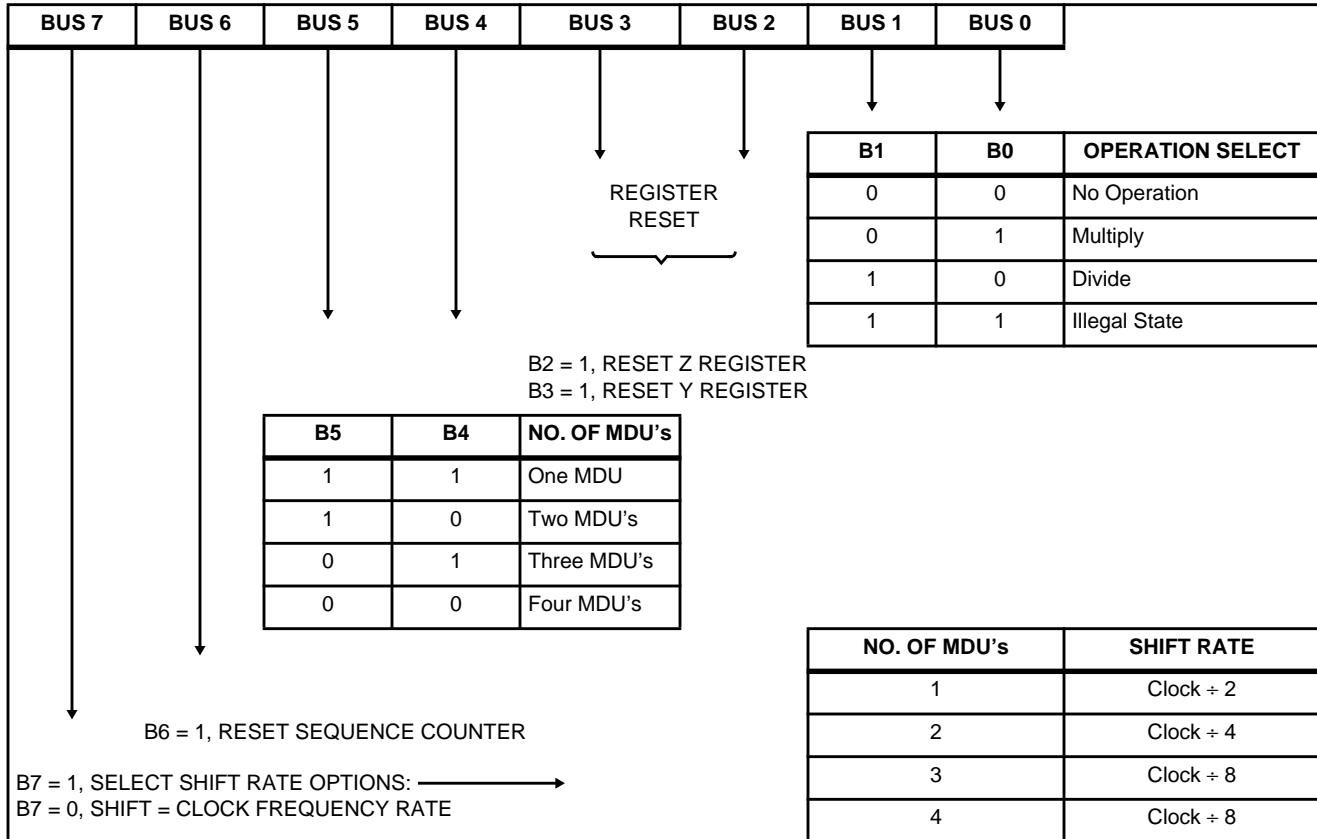 BUS 7 BUS 6 BUS 5 BUS 4 BUS 3 BUS 2 BUS 1 BUS 0
B1 B0 OPERATION SELECT
0 0 No Operation
0 1 Multiply
1 0 Divide
1 1 Illegal State
REGISTER
RESET
B2 = 1, RESET Z REGISTER
B3 = 1, RESET Y REGISTER
B5 B4 NO. OF MDU's
1 1 One MDU
1 0 Two MDU's
0 1 Three MDU's
0 0 Four MDU's
NO. OF MDU's SHIFT RATE
1 Clock ÷ 2
2 Clock ÷ 4
3 Clock ÷ 8
4 Clock ÷ 8
B6 = 1, RESET SEQUENCE COUNTER
B7 = 1, SELECT SHIFT RATE OPTIONS:
B7 = 0, SHIFT = CLOCK FREQUENCY RATE